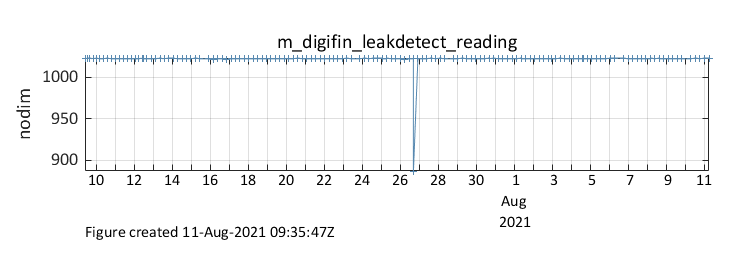 m_digifin_leakdetect_reading
1000
950
900
nodim
10 12 14 16 18 20 22 24 26 28 30 1 3 5 7 9 11
Aug
2021
Figure created 11-Aug-2021 09:35:47Z